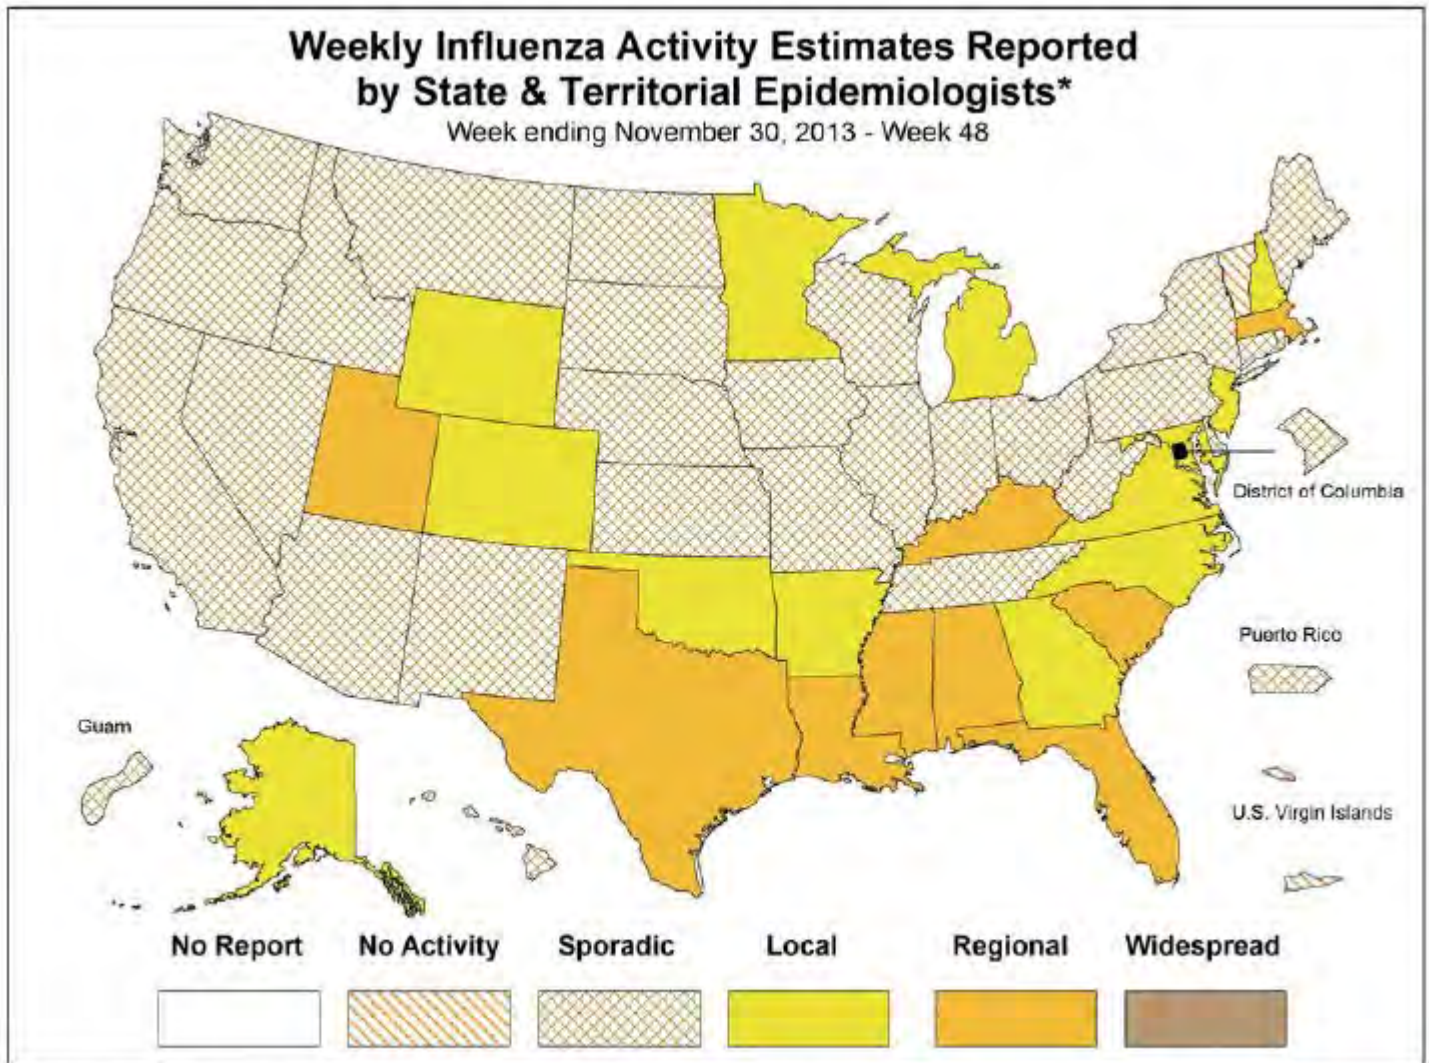 Weekly Influenza Activity Estimates Reported
by State & Territorial Epidemiologists*
Week ending November 30, 2013 - Week 48
District of Columbia
Puerto Rico
Guam
U.S. Virgin Islands
No Report No Activity Sporadic Local Regional Widespread